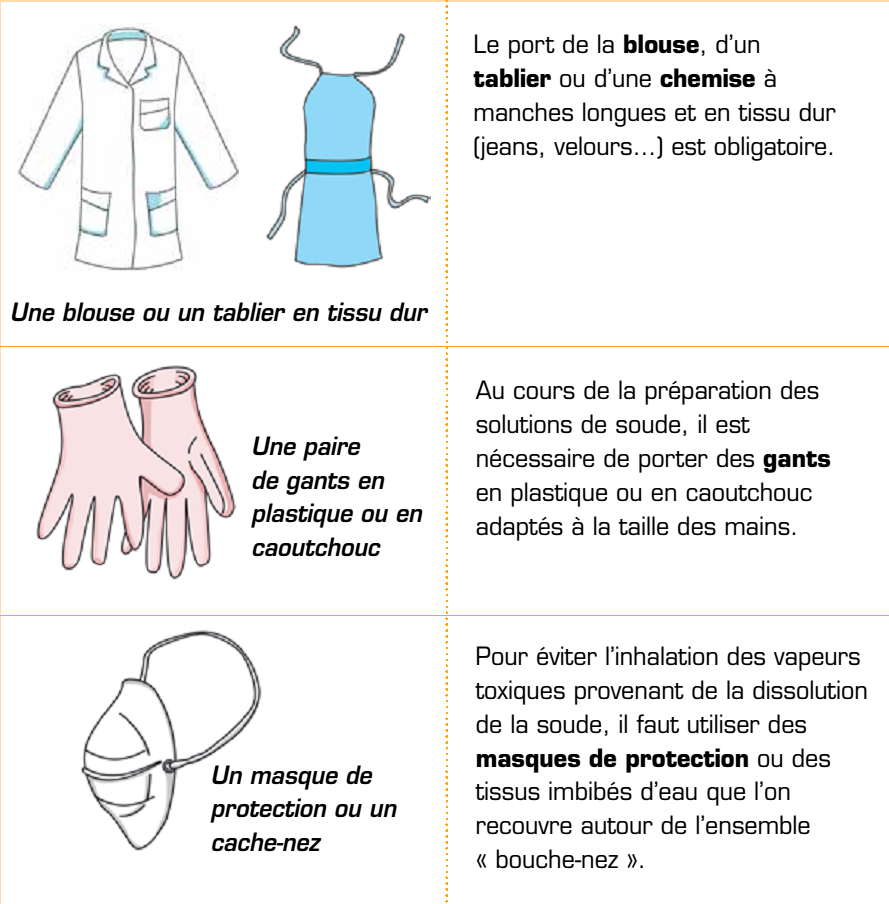 Le port de la blouse, d'un
tablier ou d'une chemise à
manches longues et en tissu dur
(jeans, velours...) est obligatoire.
Une blouse ou un tablier en tissu dur
Une paire
de gants en
plastique ou en
caoutchouc
Au cours de la préparation des
solutions de soude, il est
nécessaire de porter des gants
en plastique ou en caoutchouc
adaptés à la taille des mains.
Un masque de
protection ou un
cache-nez
Pour éviter l'inhalation des vapeurs
toxiques provenant de la dissolution
de la soude, il faut utiliser des
masques de protection ou des
tissus imbibés d'eau que l'on
recouvre autour de l'ensemble
« bouche-nez ».